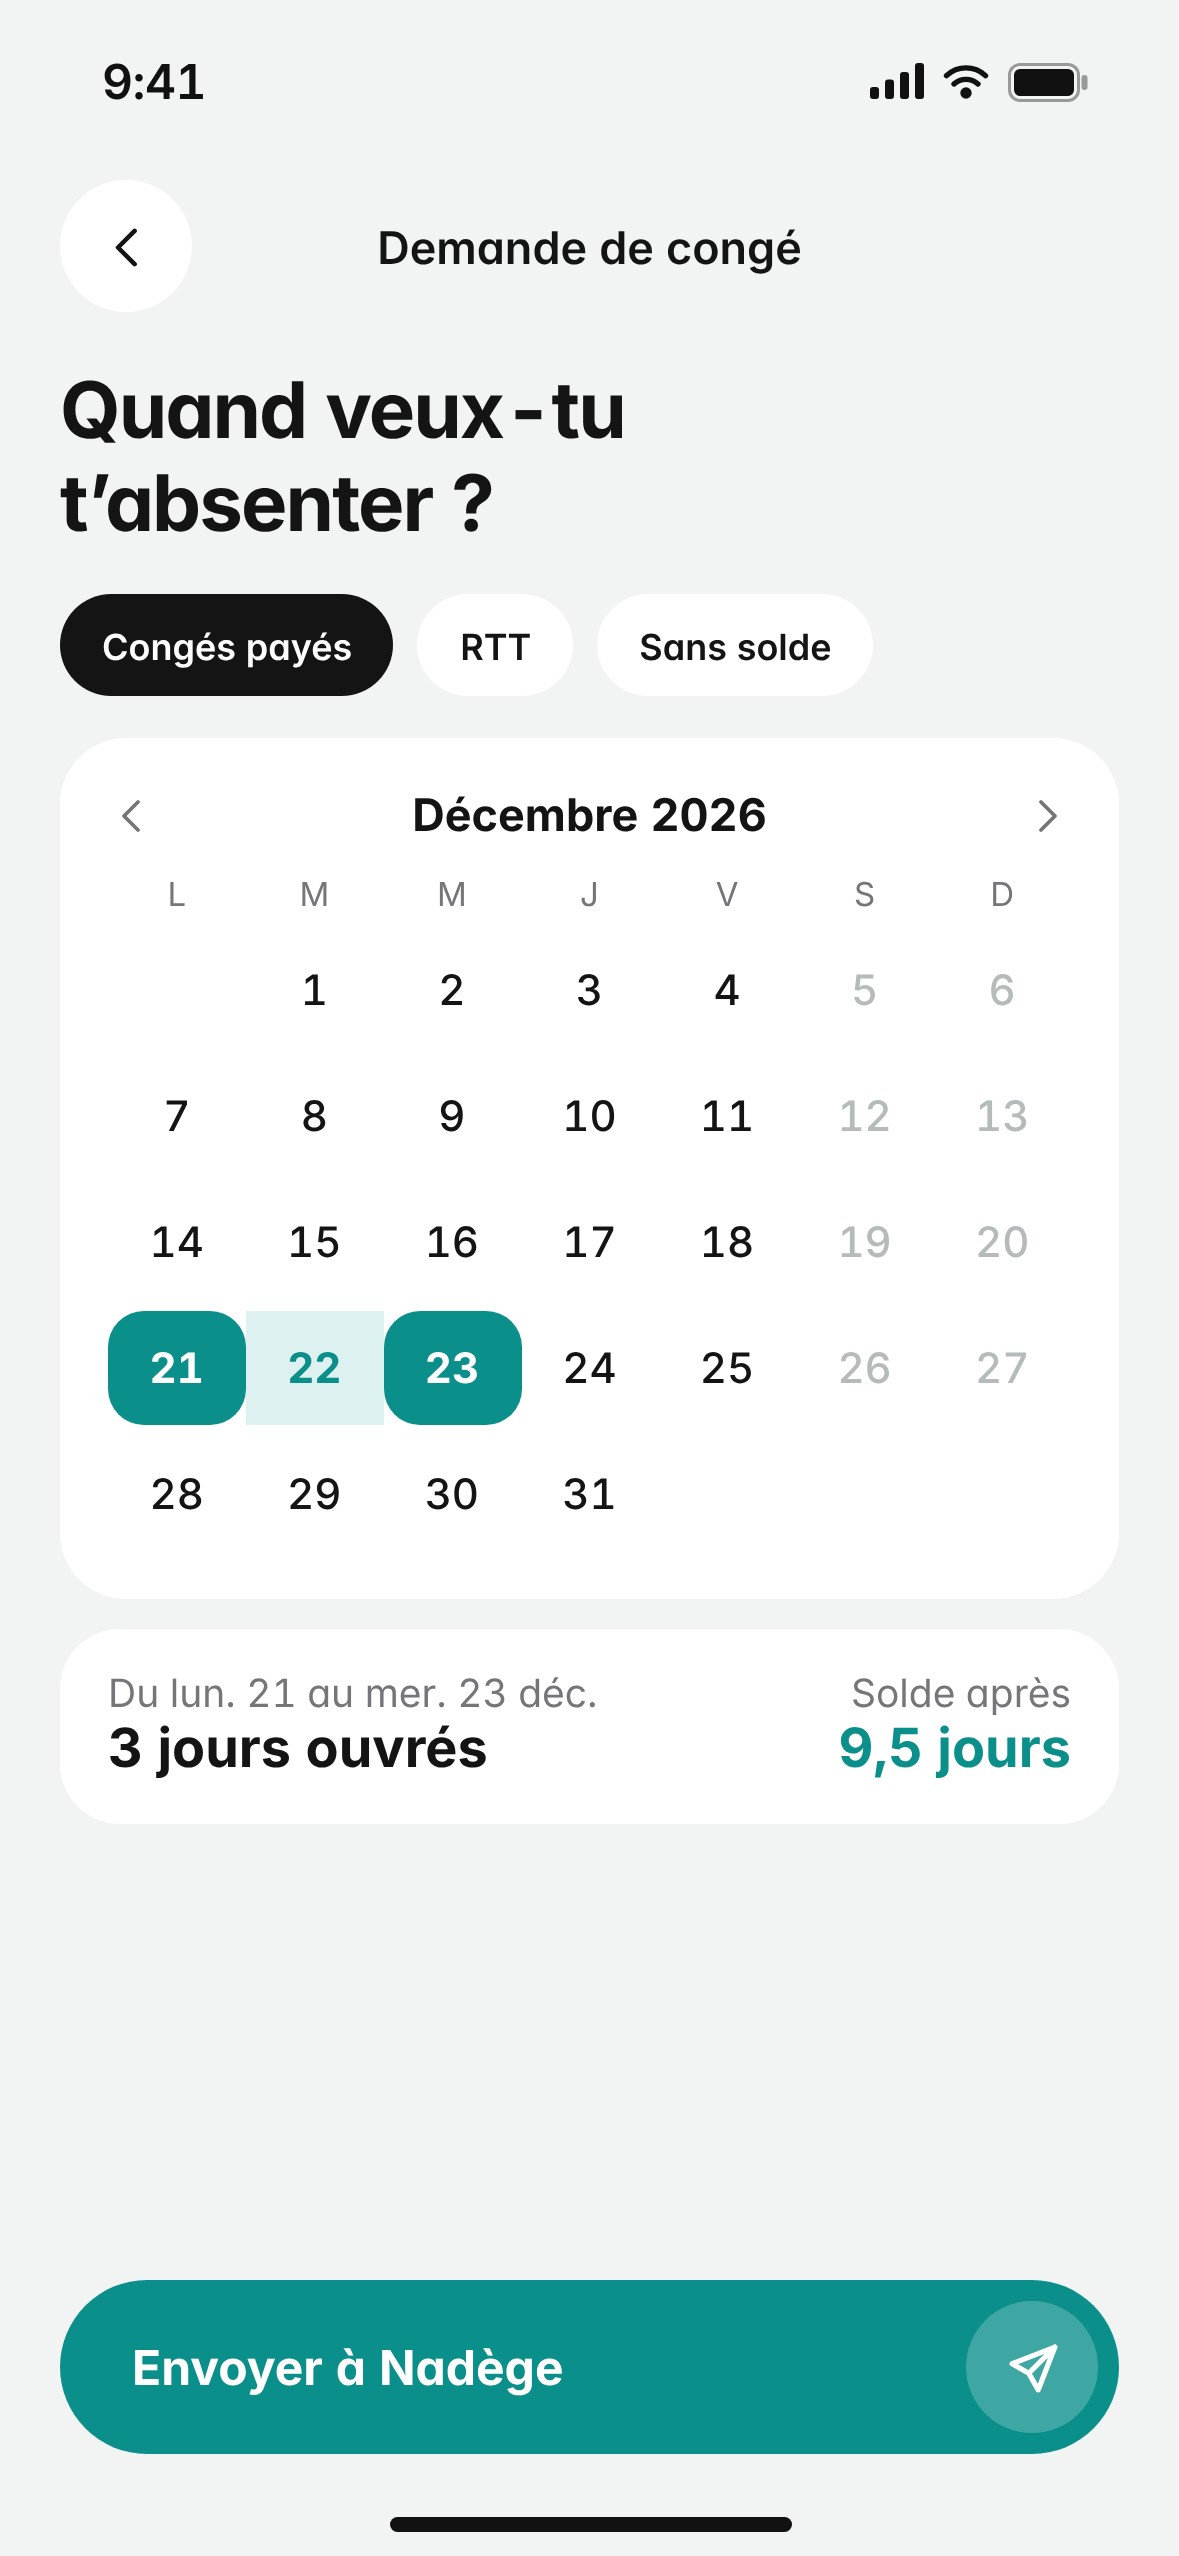 9:41
Demande de congé
Quand veux-tu
t’absenter ?
Congés payés RTT Sans solde
Décembre 2026
L M M J V S D
1 2 3 4 5 6
7 8 9 10 11 12 13
14 15 16 17 18 19 20
21 22 23 24 25 26 27
28 29 30 31
Du lun. 21 au mer. 23 déc. Solde après
3 jours ouvrés 9,5 jours
Envoyer à Nadège